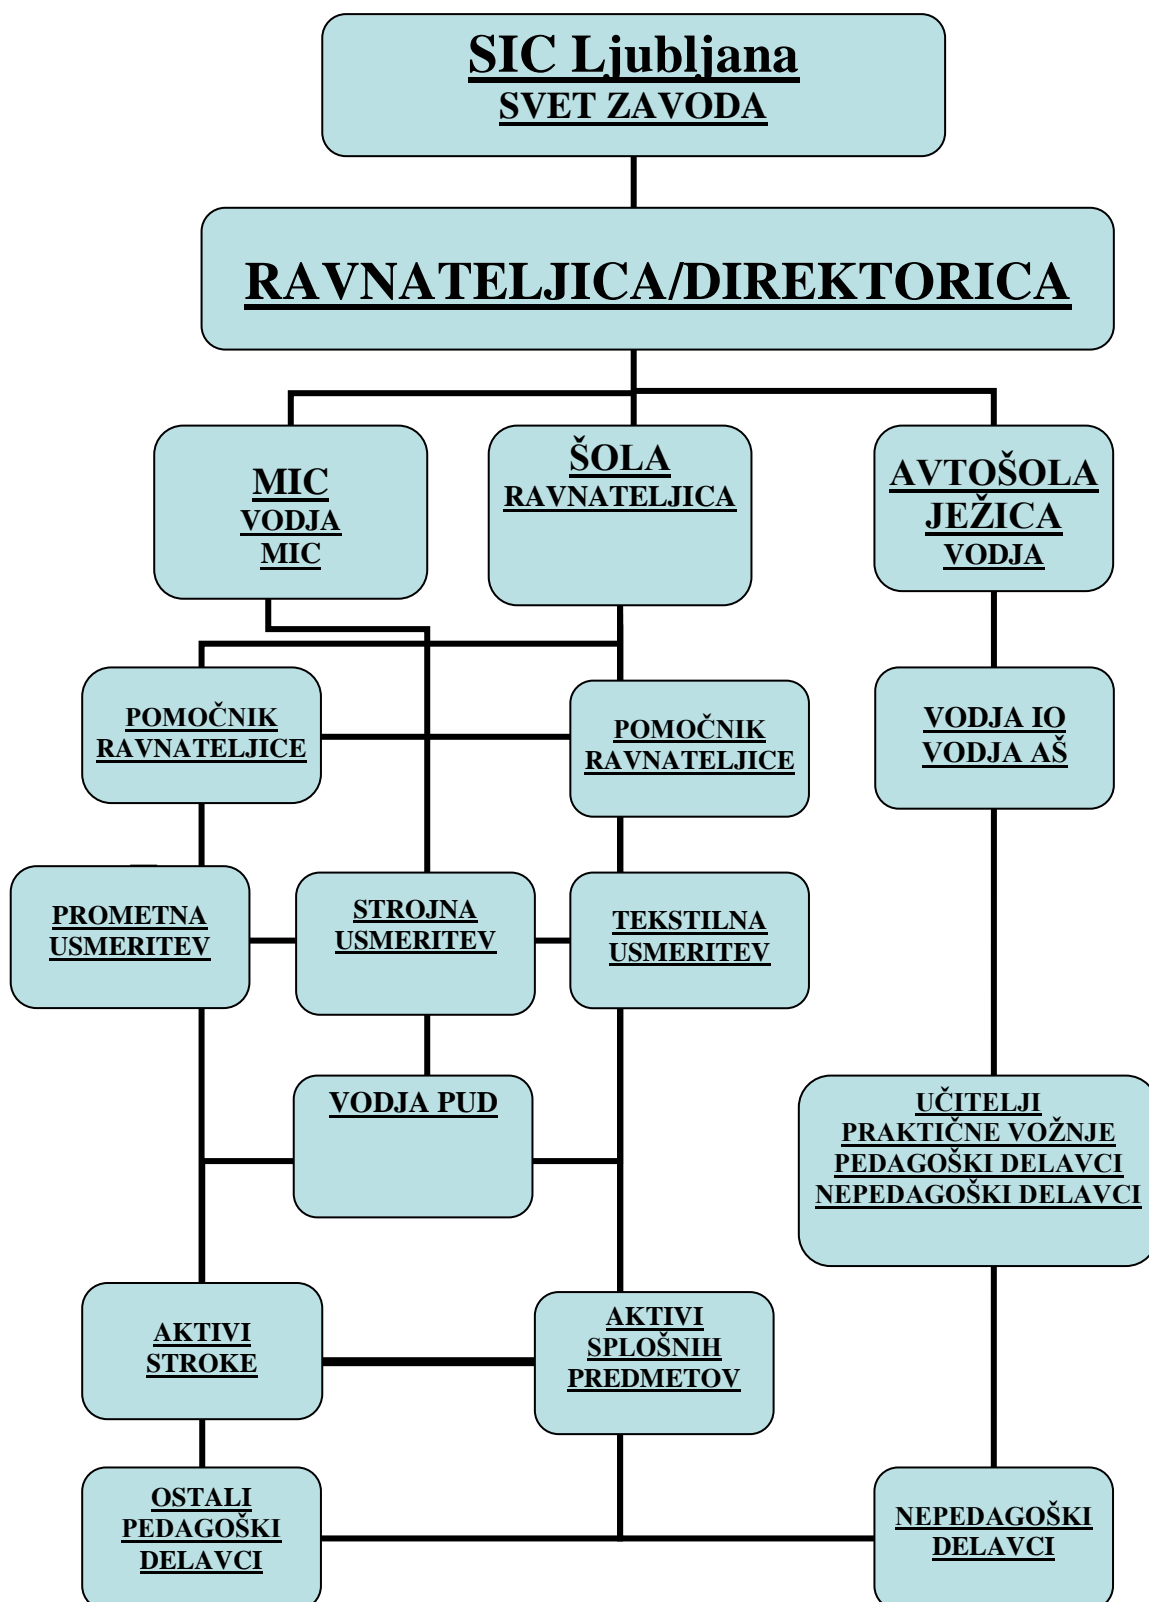 SIC Ljubljana
SVET ZAVODA
RAVNATELJICA/DIREKTORICA
MIC
VODJA
MIC
ŠOLA
RAVNATELJICA
AVTOŠOLA
JEŽICA
VODJA
POMOČNIK
RAVNATELJICE
POMOČNIK
RAVNATELJICE
VODJA IO
VODJA AŠ
PROMETNA
USMERITEV
STROJNA
USMERITEV
TEKSTILNA
USMERITEV
VODJA PUD
UČITELJI
PRAKTIČNE VOŽNJE
PEDAGOŠKI DELAVCI
NEPEDAGOŠKI DELAVCI
AKTIVI
STROKE
AKTIVI
SPLOŠNIH
PREDMETOV
OSTALI
PEDAGOŠKI
DELAVCI
NEPEDAGOŠKI
DELAVCI